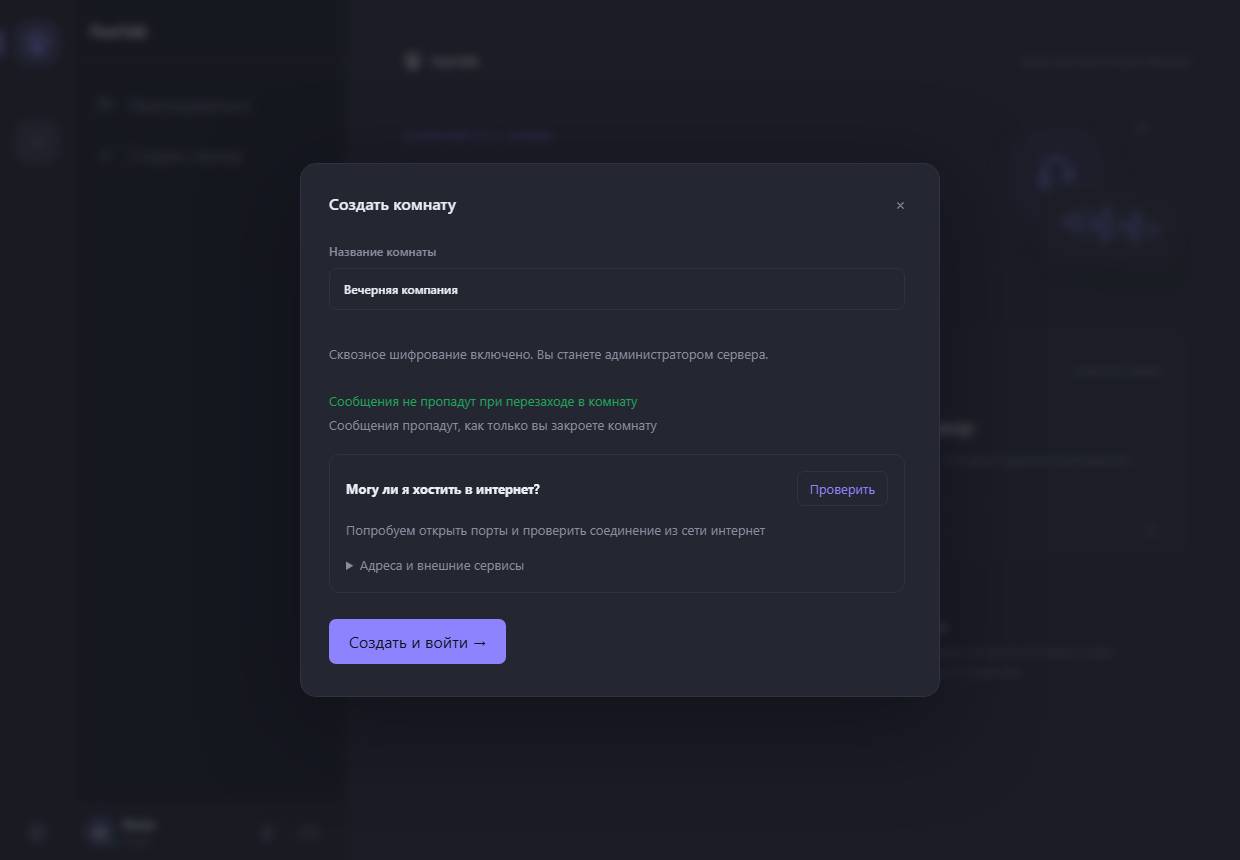 Создать комнату
×
Название комнаты
Вечерняя компания
Сквозное шифрование включено. Вы станете администратором сервера.
Сообщения не пропадут при перезаходе в комнату
Сообщения пропадут, как только вы закроете комнату
Могу ли я хостить в интернет?
Проверить
Попробуем открыть порты и проверить соединение из сети интернет
▶ Адреса и внешние сервисы
Создать и войти →